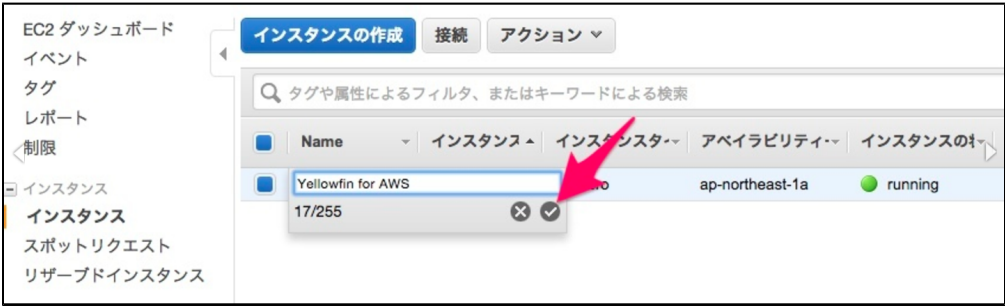 EC2 ダッシュボード
イベント
タグ
レポート
制限
インスタンス
インスタンス
スポットリクエスト
リザーブドインスタンス
インスタンスの作成 接続 アクション
タグや属性によるフィルタ、またはキーワードによる検索
Name インスタンス インスタンスター アベイラビリティ・ インスタンスの
Yellowfin for AWS ap-northeast-1a running
17/255